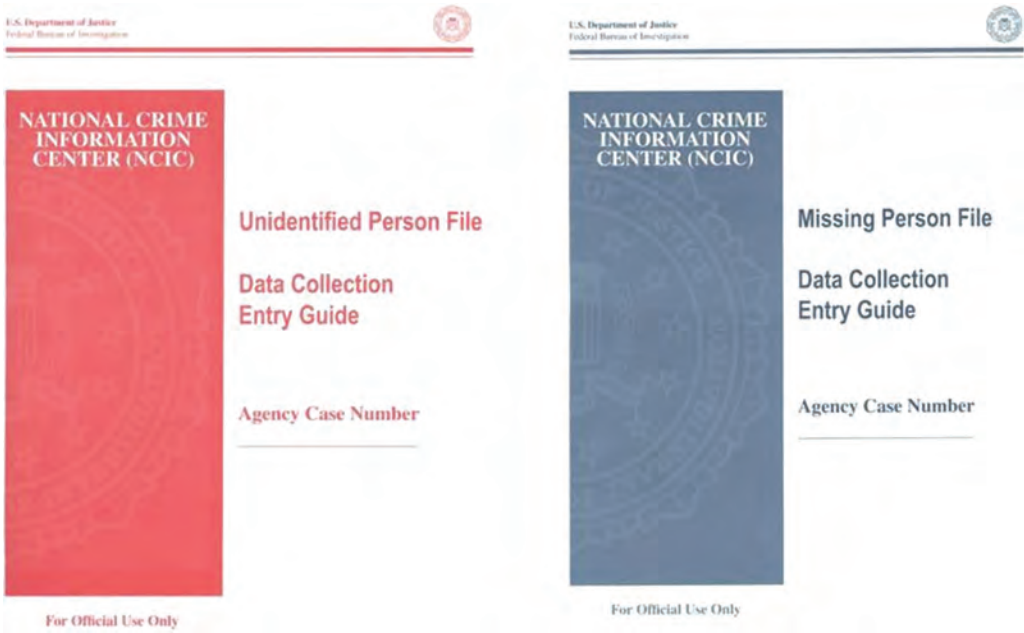 U.S. Department of Justice
Federal Bureau of Investigation
NATIONAL CRIME
INFORMATION
CENTER (NCIC)
Unidentified Person File
Data Collection
Entry Guide
Agency Case Number
For Official Use Only
U.S. Department of Justice
Federal Bureau of Investigation
NATIONAL CRIME
INFORMATION
CENTER (NCIC)
Missing Person File
Data Collection
Entry Guide
Agency Case Number
For Official Use Only